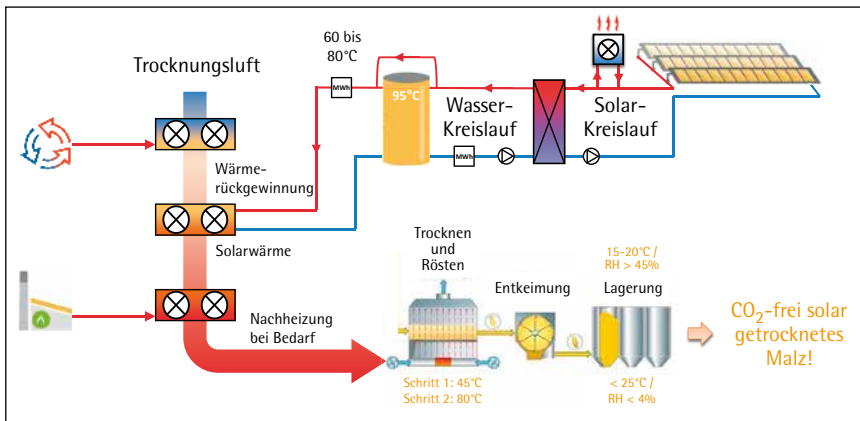 60 bis
80°C
Trocknungsluft
MWh
95°C
Wasser-
Kreislauf
Solar-
Kreislauf
MWh
Wärme-
rückgewinnung
Solarwärme
Nachheizung
bei Bedarf
Trocknen
und
Rösten
Entkeimung
15-20°C /
RH > 45%
Lagerung
Schritt 1: 45°C
Schritt 2: 80°C
< 25°C /
RH < 4%
CO₂-frei solar
getrocknetes
Malz!